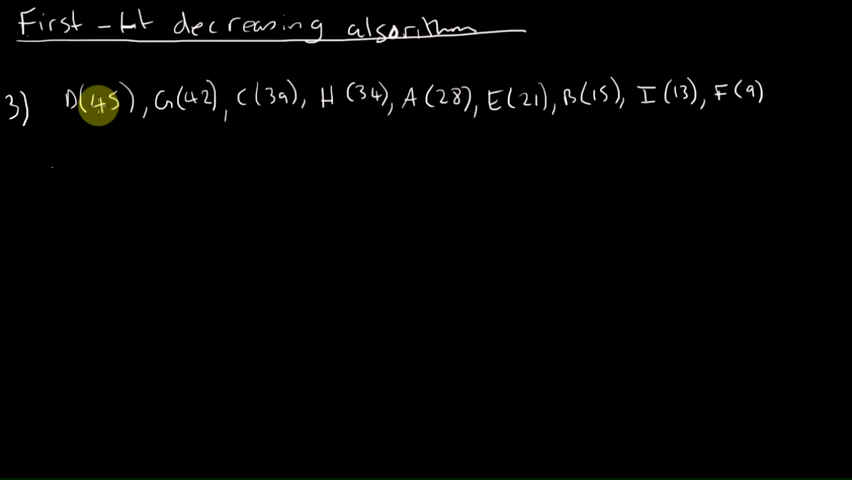 First-fit decreasing algorithm
3) D(45), G(42), C(39), H(34), A(28), E(21), B(15), I(13), F(9)